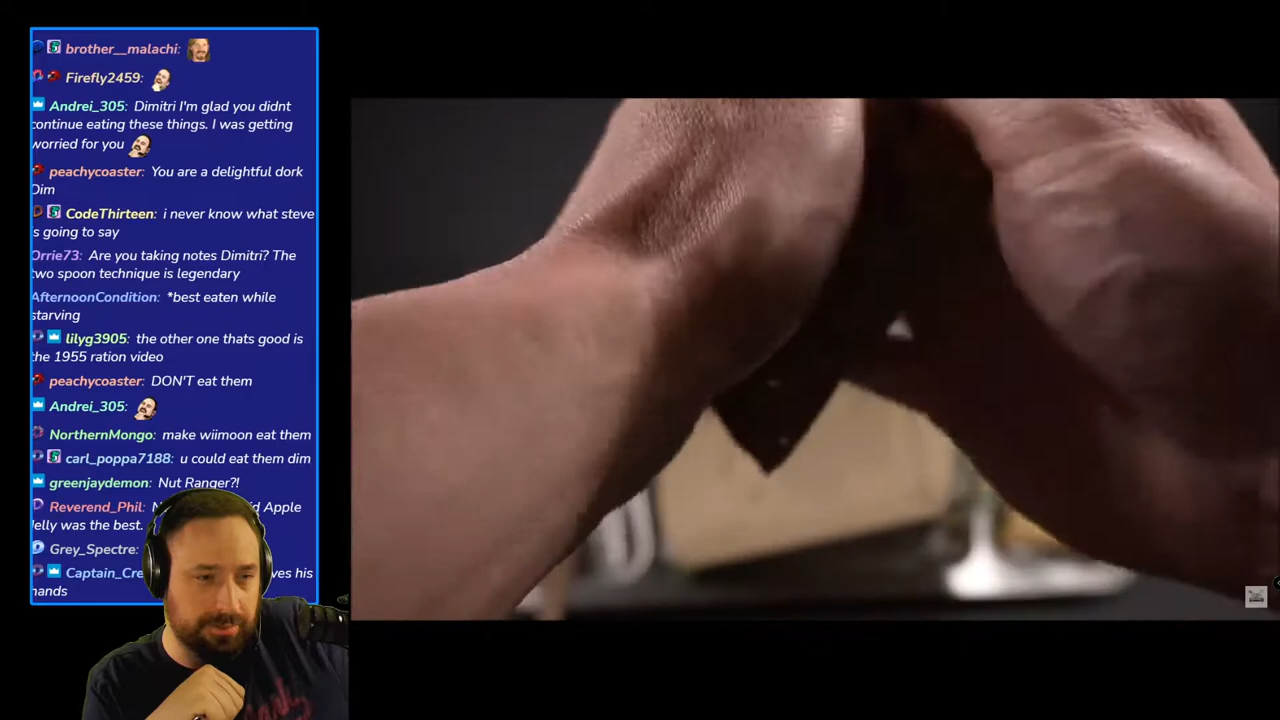 brother__malachi:
Firefly2459:
Andrei_305: Dimitri I'm glad you didnt
continue eating these things. I was getting
worried for you
peachycoaster: You are a delightful dork
Dim
CodeThirteen: i never know what steve
is going to say
Orrie73: Are you taking notes Dimitri? The
two spoon technique is legendary
AfternoonCondition: *best eaten while
starving
lilyg3905: the other one thats good is
the 1955 ration video
peachycoaster: DON'T eat them
Andrei_305:
NorthernMongo: make wiimoon eat them
carl_poppa7188: u could eat them dim
greenjaydemon: Nut Ranger?!
Reverend_Phil: Apple
Jelly was the best.
Grey_Spectre:
his
hands